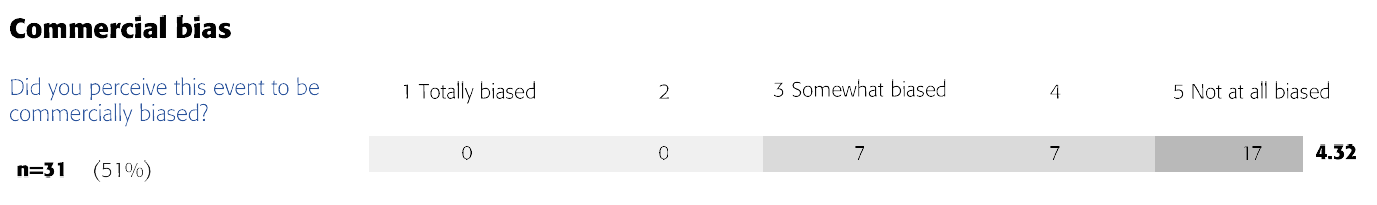 Commercial bias
Did you perceive this event to be
commercially biased?
1 Totally biased 2 3 Somewhat biased 4 5 Not at all biased
n=31 (51%)
0 0 7 7 17 4.32